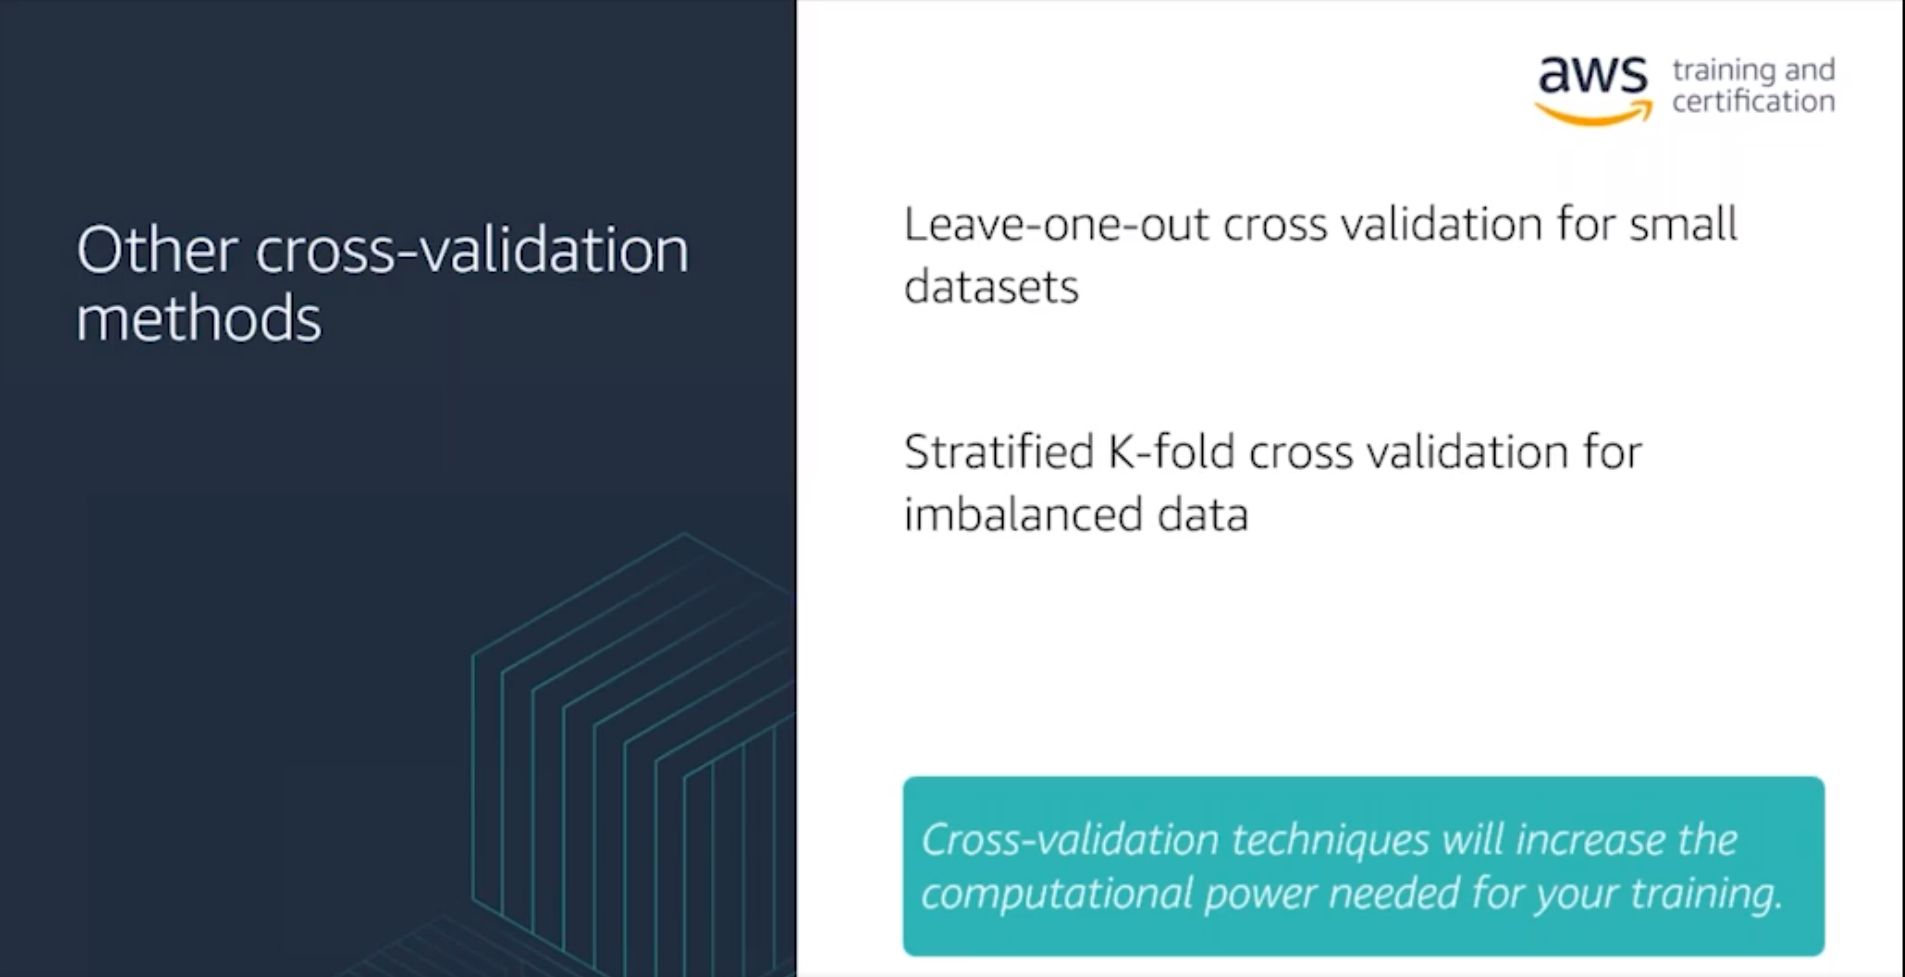 Other cross-validation
methods
aws training and
certification
Leave-one-out cross validation for small
datasets
Stratified K-fold cross validation for
imbalanced data
Cross-validation techniques will increase the
computational power needed for your training.